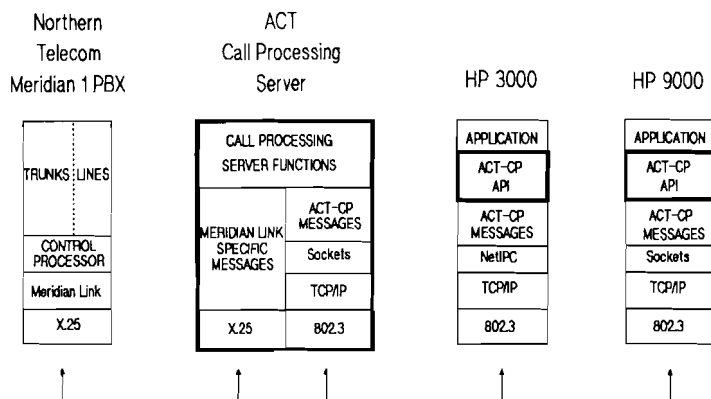 Northern
Telecom
Meridian 1 PBX
TRUNKS LINES
CONTROL
PROCESSOR
Meridian Link
X.25
ACT
Call Processing
Server
CALL PROCESSING
SERVER FUNCTIONS
MERIDIAN LINK
SPECIFIC
MESSAGES
X.25
ACT-CP
MESSAGES
Sockets
TCP/IP
802.3
HP 3000
APPLICATION
ACT-CP
API
ACT-CP
MESSAGES
NetIPC
TCP/IP
802.3
HP 9000
APPLICATION
ACT-CP
API
ACT-CP
MESSAGES
Sockets
TCP/IP
802.3